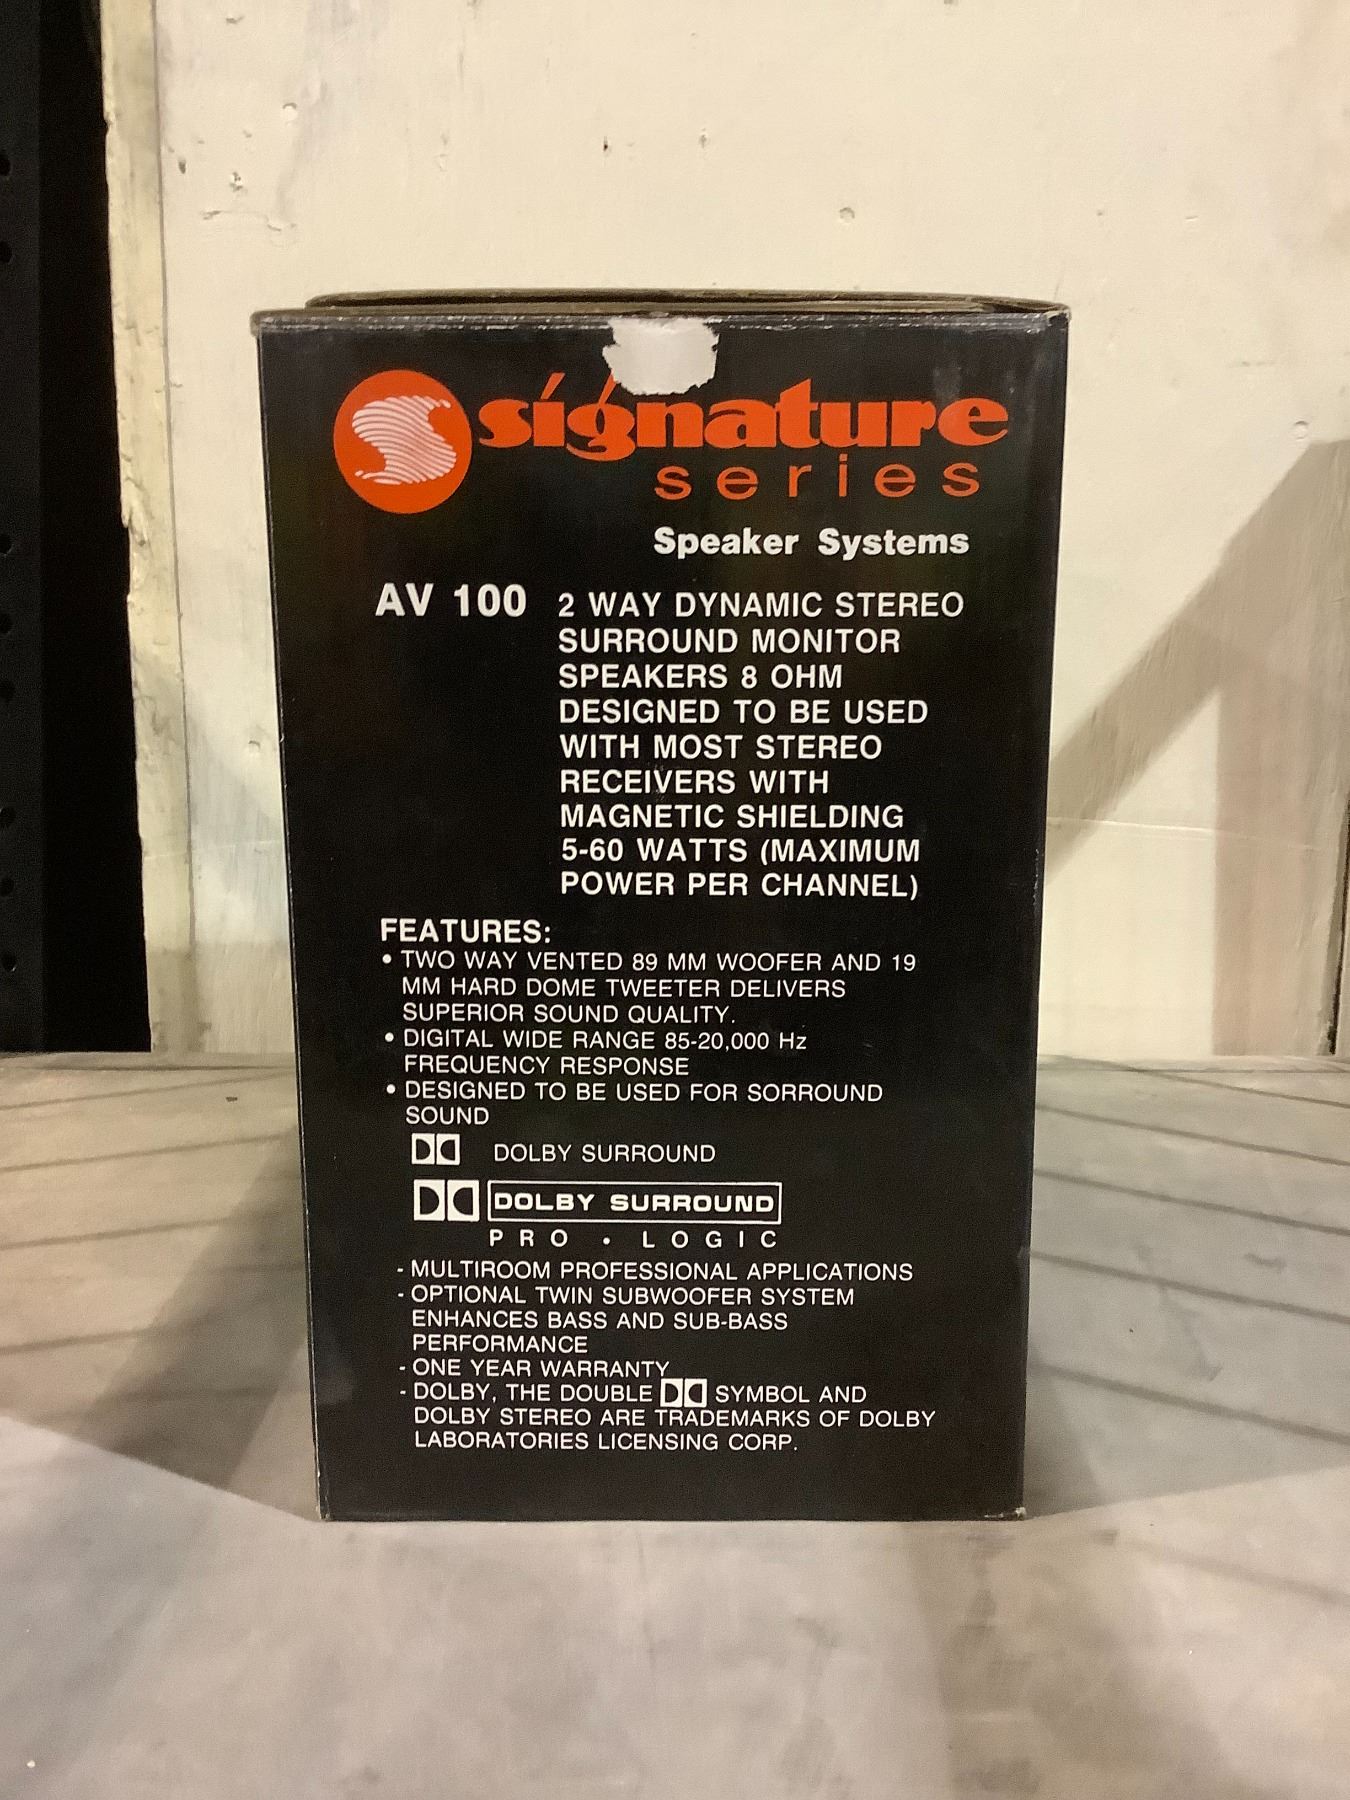 signature
series
Speaker Systems
AV 100 2 WAY DYNAMIC STEREO
SURROUND MONITOR
SPEAKERS 8 OHM
DESIGNED TO BE USED
WITH MOST STEREO
RECEIVERS WITH
MAGNETIC SHIELDING
5-60 WATTS (MAXIMUM
POWER PER CHANNEL)
FEATURES:
• TWO WAY VENTED 89 MM WOOFER AND 19
MM HARD DOME TWEETER DELIVERS
SUPERIOR SOUND QUALITY.
• DIGITAL WIDE RANGE 85-20,000 Hz
FREQUENCY RESPONSE
• DESIGNED TO BE USED FOR SORROUND
SOUND
DOLBY SURROUND
DOLBY SURROUND
PRO • LOGIC
- MULTIROOM PROFESSIONAL APPLICATIONS
- OPTIONAL TWIN SUBWOOFER SYSTEM
ENHANCES BASS AND SUB-BASS
PERFORMANCE
- ONE YEAR WARRANTY
- DOLBY, THE DOUBLE SYMBOL AND
DOLBY STEREO ARE TRADEMARKS OF DOLBY
LABORATORIES LICENSING CORP.